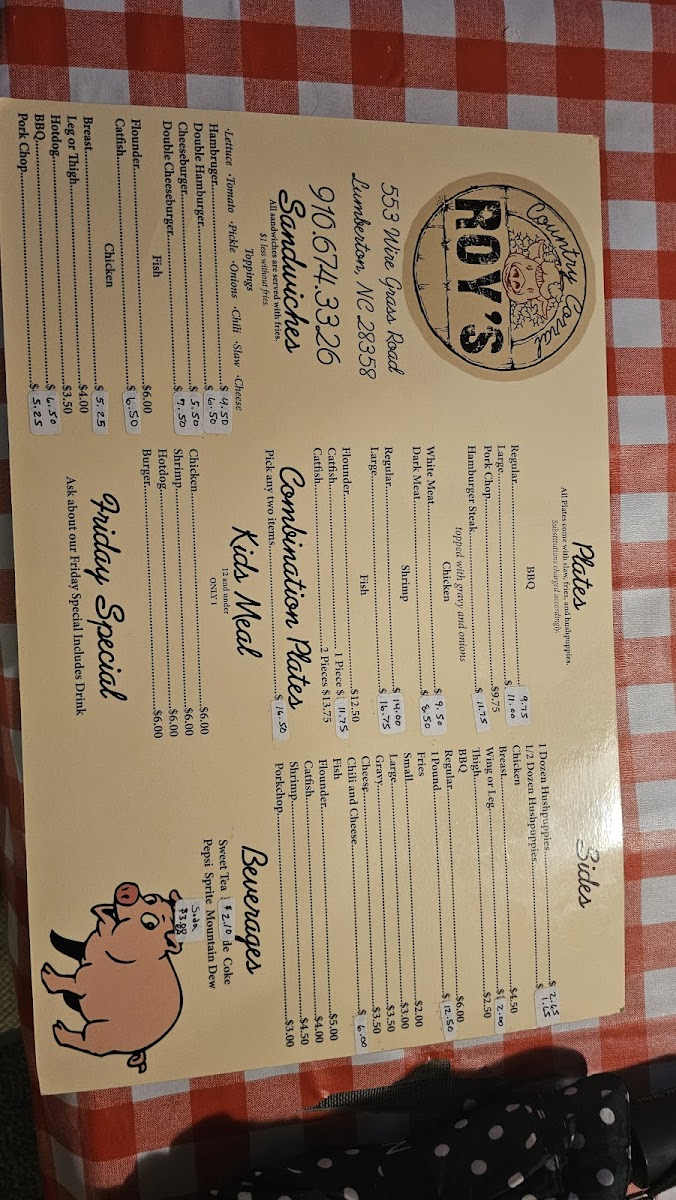 Country Corral
ROY'S
553 Wire Grass Road
Lumberton, NC 28358
910.674.3326
Sandwiches
All sandwiches are served with fries.
$1 less without fries.
Toppings
·Lettuce ·Tomato ·Pickle ·Onions ·Chili ·Slaw ·Cheese
Hambruger $ 4.50
Double Hamburger $ 6.50
Cheeseburger $ 5.50
Double Cheeseburger $ 7.50
Fish
Flounder $6.00
Catfish $ 6.50
Chicken
Breast $ 5.25
Leg or Thigh $4.00
Hotdog $3.50
BBQ $ 6.50
Pork Chop $ 5.25
Plates
All Plates come with slaw, fries, and hushpuppies.
Substitutions charged accordingly.
BBQ
Regular 9.75
Large $ 11.00
Pork Chop $9.75
Hamburger Steak $ 11.75
topped with gravy and onions
Chicken
White Meat $ 9.50
Dark Meat $ 8.50
Shrimp
Regular $ 14.00
Large $ 16.75
Fish
Flounder $12.50
Catfish 1 Piece $ 11.75
Catfish 2 Pieces $13.75
Combination Plates
Pick any two items $ 16.50
Kids Meal
12 and under
ONLY!
Chicken $6.00
Shrimp $6.00
Hotdog $6.00
Burger $6.00
Friday Special
Ask about our Friday Special Includes Drink
Sides
1 Dozen Hushpuppies $ 2.65
1/2 Dozen Hushpuppies $ 1.65
Chicken
Breast $4.50
Wing or Leg $ 2.00
Thigh $2.50
BBQ
Regular $6.00
1 Pound $ 12.50
Fries
Small $2.00
Large $3.00
Gravy $3.50
Cheese $3.50
Chili and Cheese $ 6.00
Fish
Flounder $5.00
Catfish $4.00
Shrimp $4.50
Porkchop $3.00
Beverages
Sweet Tea $ 2.10 de Coke
Pepsi Sprite Mountain Dew
Soda